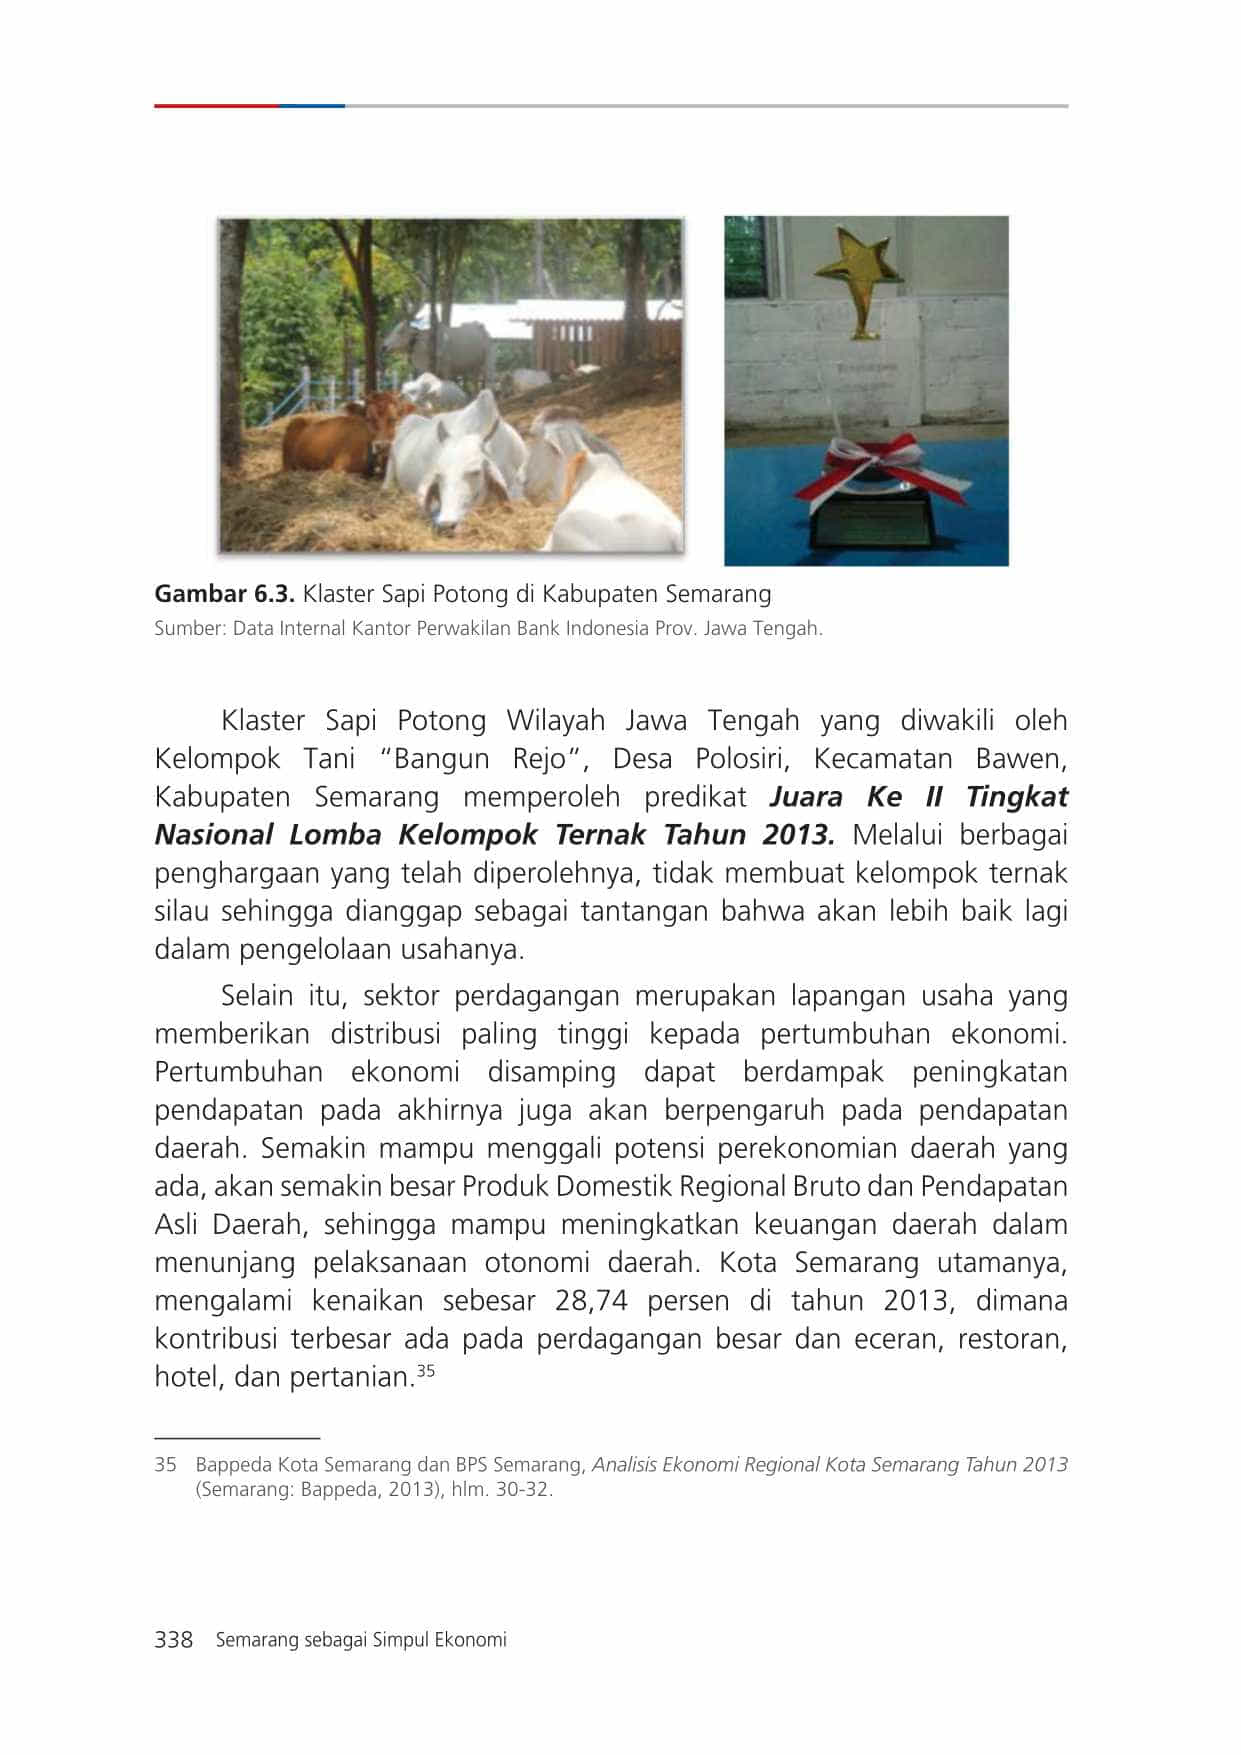 Gambar 6.3. Klaster Sapi Potong di Kabupaten Semarang
Sumber: Data Internal Kantor Perwakilan Bank Indonesia Prov. Jawa Tengah.
Klaster Sapi Potong Wilayah Jawa Tengah yang diwakili oleh
Kelompok Tani “Bangun Rejo”, Desa Polosiri, Kecamatan Bawen,
Kabupaten Semarang memperoleh predikat Juara Ke II Tingkat
Nasional Lomba Kelompok Ternak Tahun 2013. Melalui berbagai
penghargaan yang telah diperolehnya, tidak membuat kelompok ternak
silau sehingga dianggap sebagai tantangan bahwa akan lebih baik lagi
dalam pengelolaan usahanya.
Selain itu, sektor perdagangan merupakan lapangan usaha yang
memberikan distribusi paling tinggi kepada pertumbuhan ekonomi.
Pertumbuhan ekonomi disamping dapat berdampak peningkatan
pendapatan pada akhirnya juga akan berpengaruh pada pendapatan
daerah. Semakin mampu menggali potensi perekonomian daerah yang
ada, akan semakin besar Produk Domestik Regional Bruto dan Pendapatan
Asli Daerah, sehingga mampu meningkatkan keuangan daerah dalam
menunjang pelaksanaan otonomi daerah. Kota Semarang utamanya,
mengalami kenaikan sebesar 28,74 persen di tahun 2013, dimana
kontribusi terbesar ada pada perdagangan besar dan eceran, restoran,
hotel, dan pertanian.35
35 Bappeda Kota Semarang dan BPS Semarang, Analisis Ekonomi Regional Kota Semarang Tahun 2013
(Semarang: Bappeda, 2013), hlm. 30-32.
338 Semarang sebagai Simpul Ekonomi